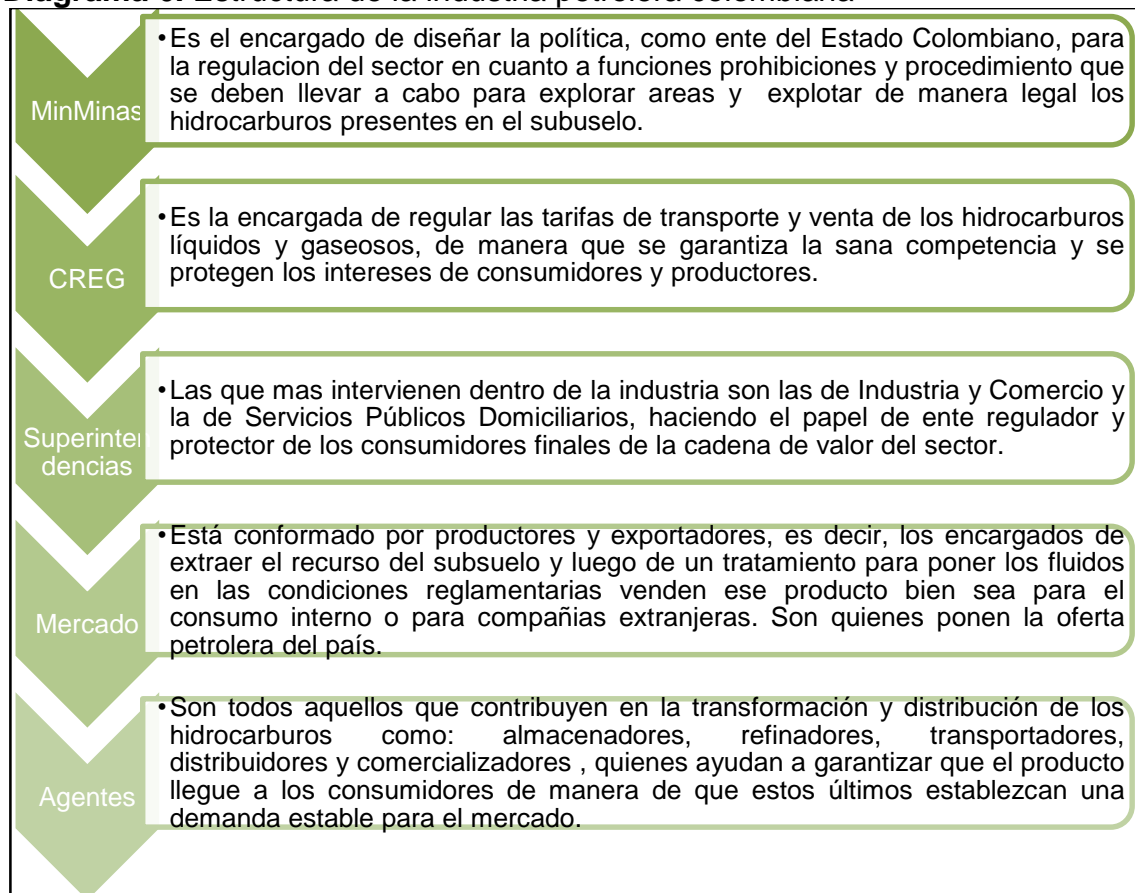 Diagrama 6. Estructura de la industria petrolera colombiana
MinMinas
•Es el encargado de diseñar la política, como ente del Estado Colombiano, para
la regulacion del sector en cuanto a funciones prohibiciones y procedimiento que
se deben llevar a cabo para explorar areas y explotar de manera legal los
hidrocarburos presentes en el subuselo.
CREG
•Es la encargada de regular las tarifas de transporte y venta de los hidrocarburos
líquidos y gaseosos, de manera que se garantiza la sana competencia y se
protegen los intereses de consumidores y productores.
Superinten
dencias
•Las que mas intervienen dentro de la industria son las de Industria y Comercio y
la de Servicios Públicos Domiciliarios, haciendo el papel de ente regulador y
protector de los consumidores finales de la cadena de valor del sector.
Mercado
•Está conformado por productores y exportadores, es decir, los encargados de
extraer el recurso del subsuelo y luego de un tratamiento para poner los fluidos
en las condiciones reglamentarias venden ese producto bien sea para el
consumo interno o para compañias extranjeras. Son quienes ponen la oferta
petrolera del país.
Agentes
•Son todos aquellos que contribuyen en la transformación y distribución de los
hidrocarburos como: almacenadores, refinadores, transportadores,
distribuidores y comercializadores , quienes ayudan a garantizar que el producto
llegue a los consumidores de manera de que estos últimos establezcan una
demanda estable para el mercado.